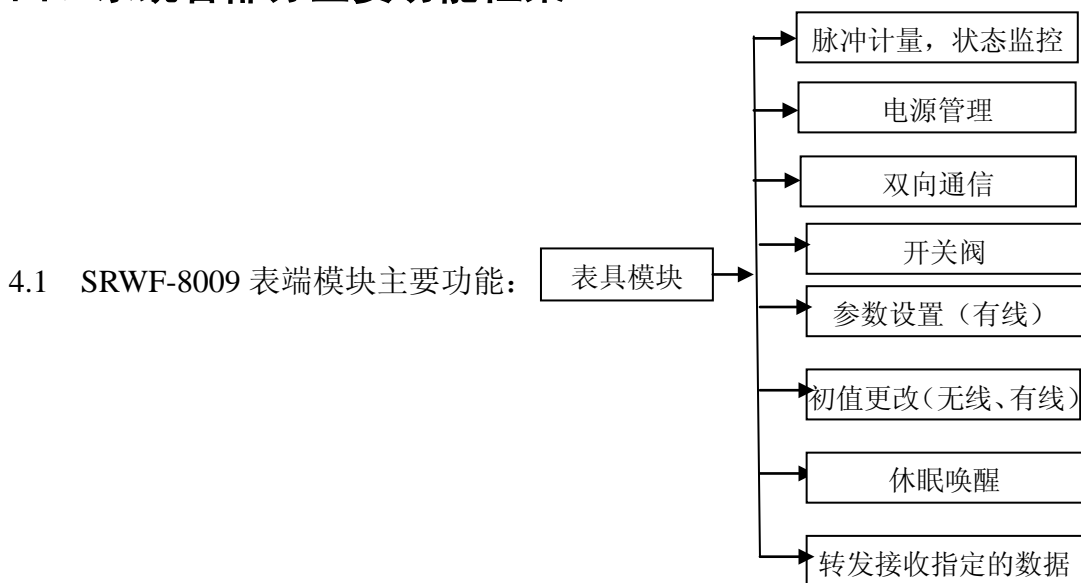 脉冲计量，状态监控
电源管理
双向通信
开关阀
4.1 SRWF-8009 表端模块主要功能：
表具模块
参数设置（有线）
初值更改（无线、有线）
休眠唤醒
转发接收指定的数据